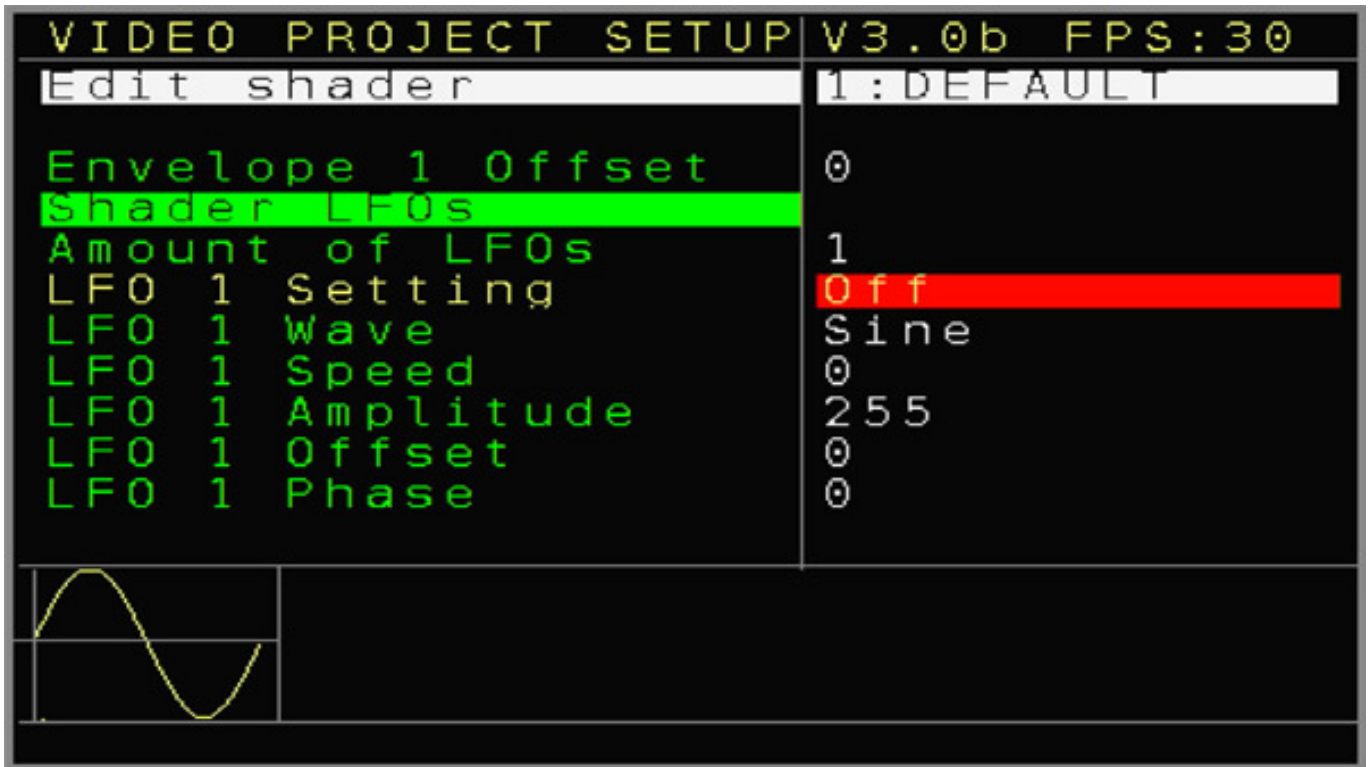 VIDEO PROJECT SETUP V3.0b FPS:30
Edit shader 1:DEFAULT
Envelope 1 Offset 0
Shader LFOs
Amount of LFOs 1
LFO 1 Setting Off
LFO 1 Wave Sine
LFO 1 Speed 0
LFO 1 Amplitude 255
LFO 1 Offset 0
LFO 1 Phase 0